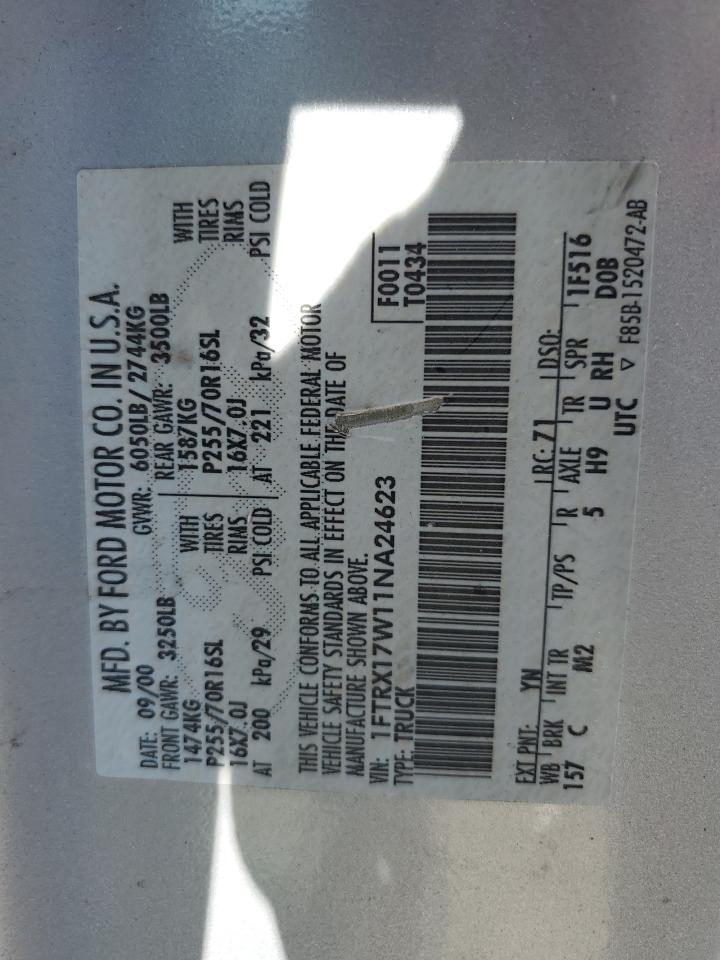 MFD. BY FORD MOTOR CO. IN U.S.A.
DATE: 09/00 GVWR: 6050LB/ 2744KG
FRONT GAWR: 3250LB REAR GAWR: 3500LB
1474KG WITH 1587KG WITH
P255/70R16SL TIRES P255/70R16SL TIRES
16X7.0J RIMS 16X7.0J RIMS
AT 200 kPa/29 PSI COLD AT 221 kPa/32 PSI COLD
THIS VEHICLE CONFORMS TO ALL APPLICABLE FEDERAL MOTOR
VEHICLE SAFETY STANDARDS IN EFFECT ON THE DATE OF
MANUFACTURE SHOWN ABOVE.
VIN: 1FTRX17W11NA24623 F0011
TYPE: TRUCK T0434
EXT PNT: YN RC: 71 DSO:
WB BRK INT TR TP/PS R AXLE TR SPR 1F516
157 C M2 5 H9 U RH DOB
UTC ▽ F85B-1520472-AB